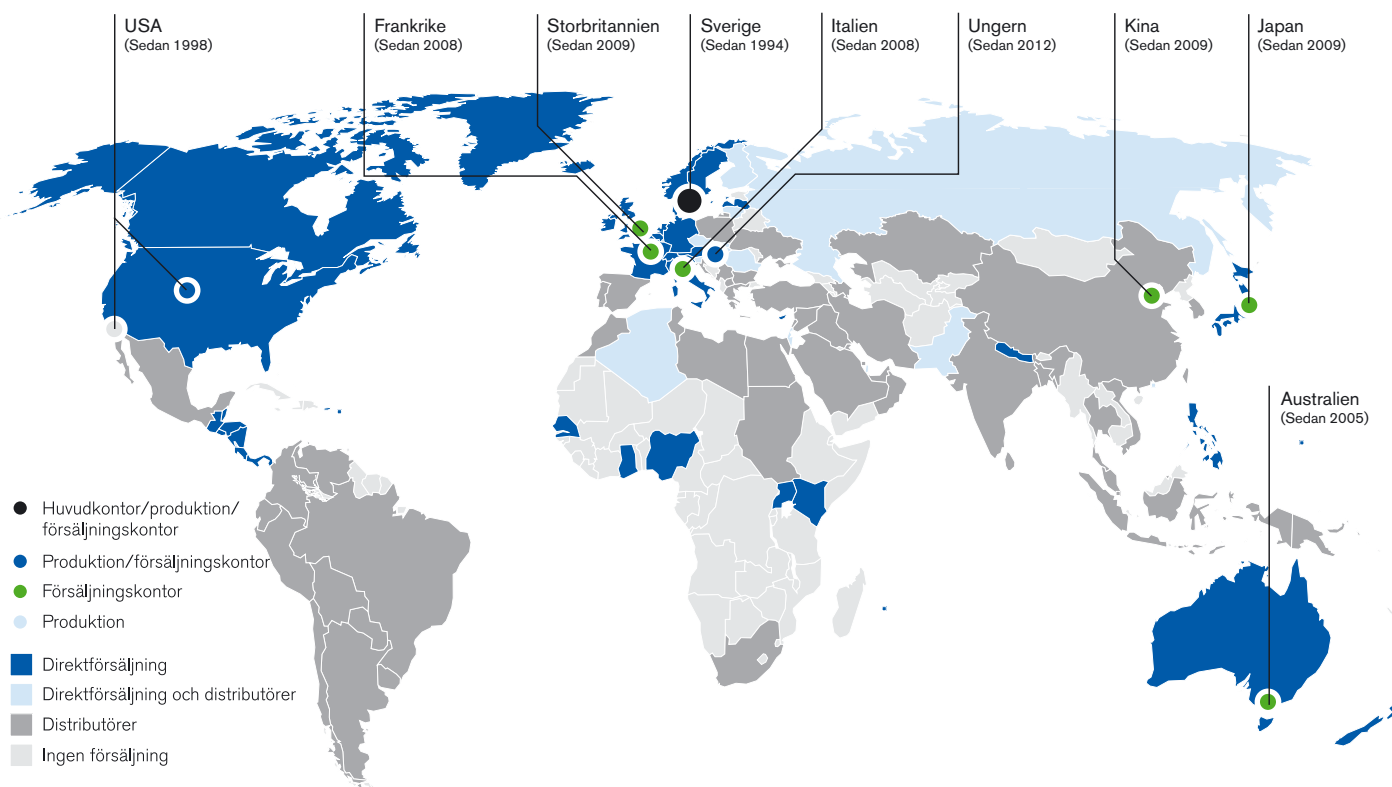 USA
(Sedan 1998)
Frankrike
(Sedan 2008)
Storbritannien
(Sedan 2009)
Sverige
(Sedan 1994)
Italien
(Sedan 2008)
Ungern
(Sedan 2012)
Kina
(Sedan 2009)
Japan
(Sedan 2009)
Australien
(Sedan 2005)
Huvudkontor/produktion/
försäljningskontor
Produktion/försäljningskontor
Försäljningskontor
Produktion
Direktförsäljning
Direktförsäljning och distributörer
Distributörer
Ingen försäljning